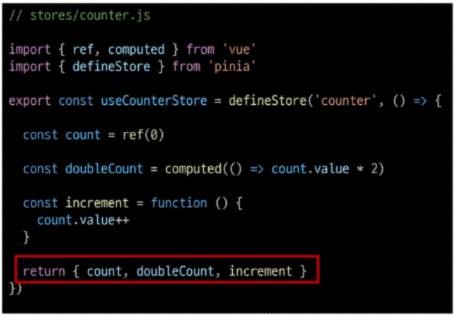 // stores/counter.js
import { ref, computed } from 'vue'
import { defineStore } from 'pinia'
export const useCounterStore = defineStore('counter', () => {
const count = ref(0)
const doubleCount = computed(() => count.value * 2)
const increment = function () {
count.value++
}
return { count, doubleCount, increment }
})